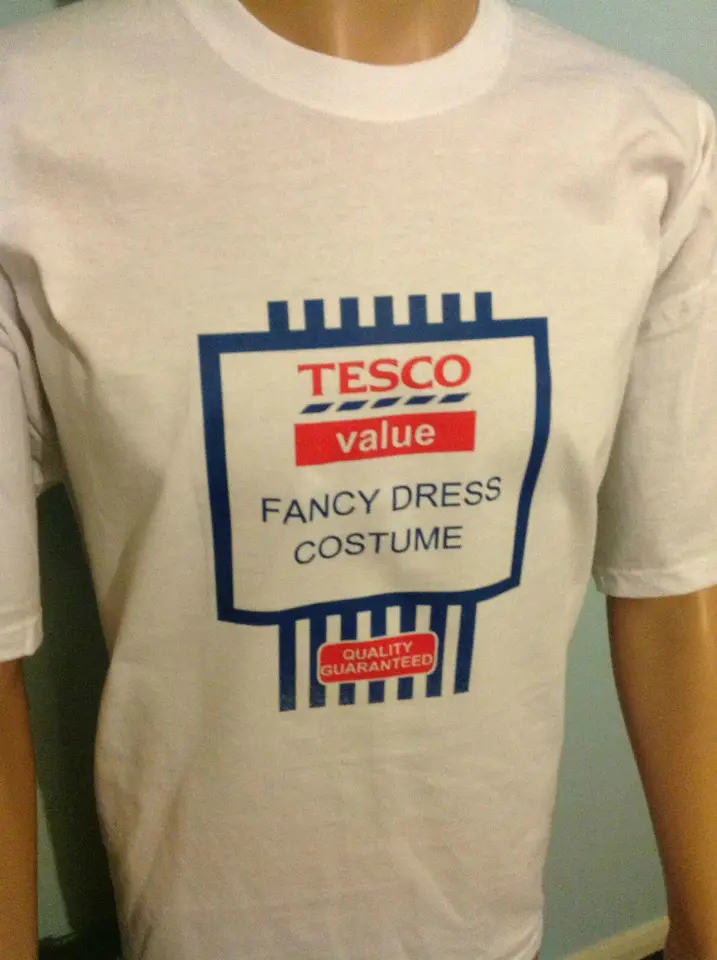 TESCO
value
FANCY DRESS
COSTUME
QUALITY
GUARANTEED